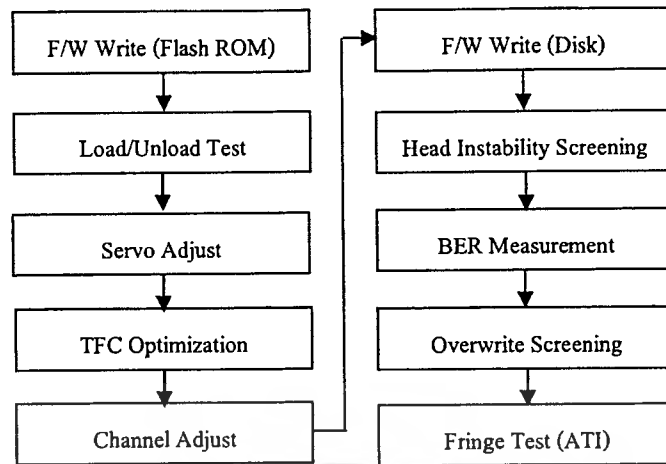 F/W Write (Flash ROM)
Load/Unload Test
Servo Adjust
TFC Optimization
Channel Adjust
F/W Write (Disk)
Head Instability Screening
BER Measurement
Overwrite Screening
Fringe Test (ATI)